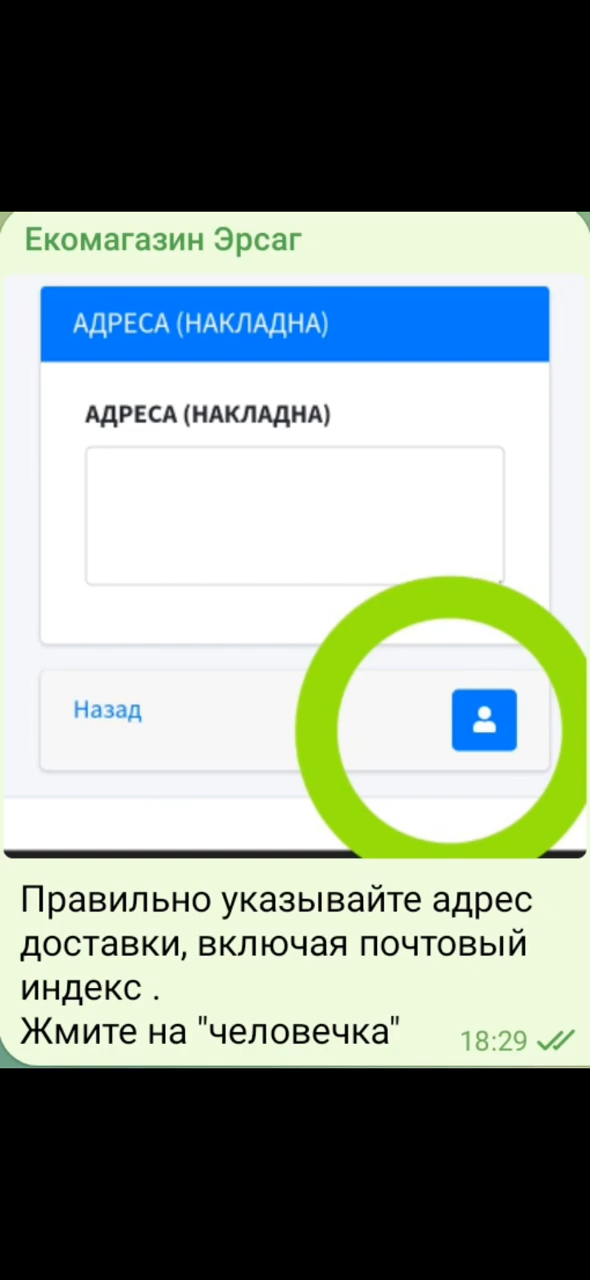 Екомагазин Эрсаг
АДРЕСА (НАКЛАДНА)
АДРЕСА (НАКЛАДНА)
Назад
Правильно указывайте адрес
доставки, включая почтовый
индекс .
Жмите на "человечка"
18:29